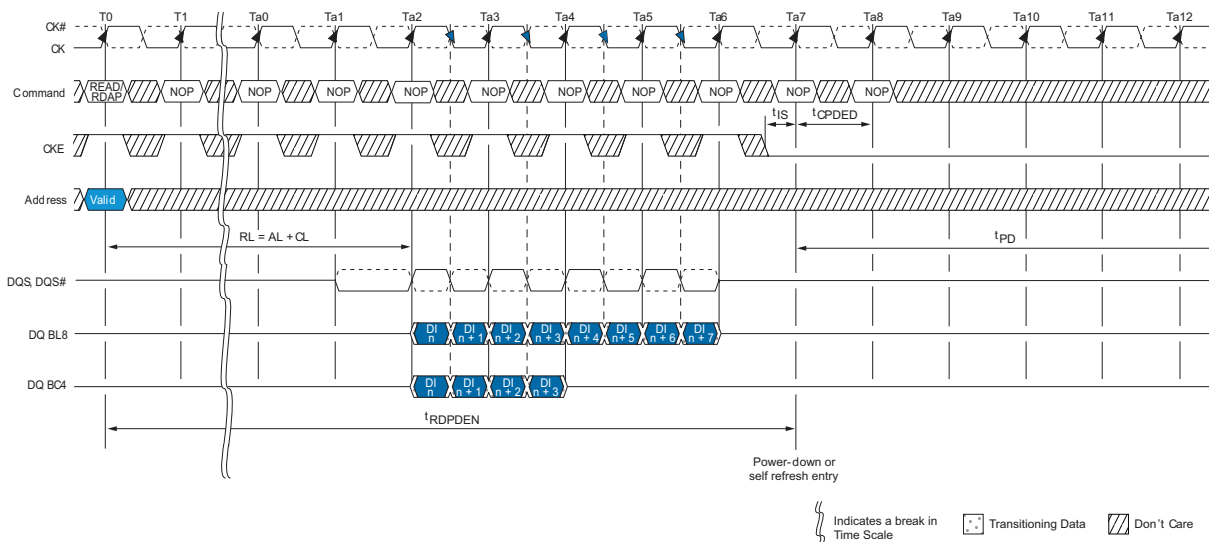 T0 T1 Ta0 Ta1 Ta2 Ta3 Ta4 Ta5 Ta6 Ta7 Ta8 Ta9 Ta10 Ta11 Ta12
CK#
CK
Command READ/ RDAP NOP NOP NOP NOP NOP NOP NOP NOP NOP NOP
tIS tCPDED
CKE
Address Valid
RL = AL + CL tPD
DQS, DQS#
DQ BL8 DI n DI n + 1 DI n + 2 DI n + 3 DI n + 4 DI n+ 5 DI n + 6 DI n + 7
DQ BC4 DI n DI n + 1 DI n + 2 DI n + 3
tRDPDEN
Power-down or
self refresh entry
Indicates a break in
Time Scale
Transitioning Data
Don't Care